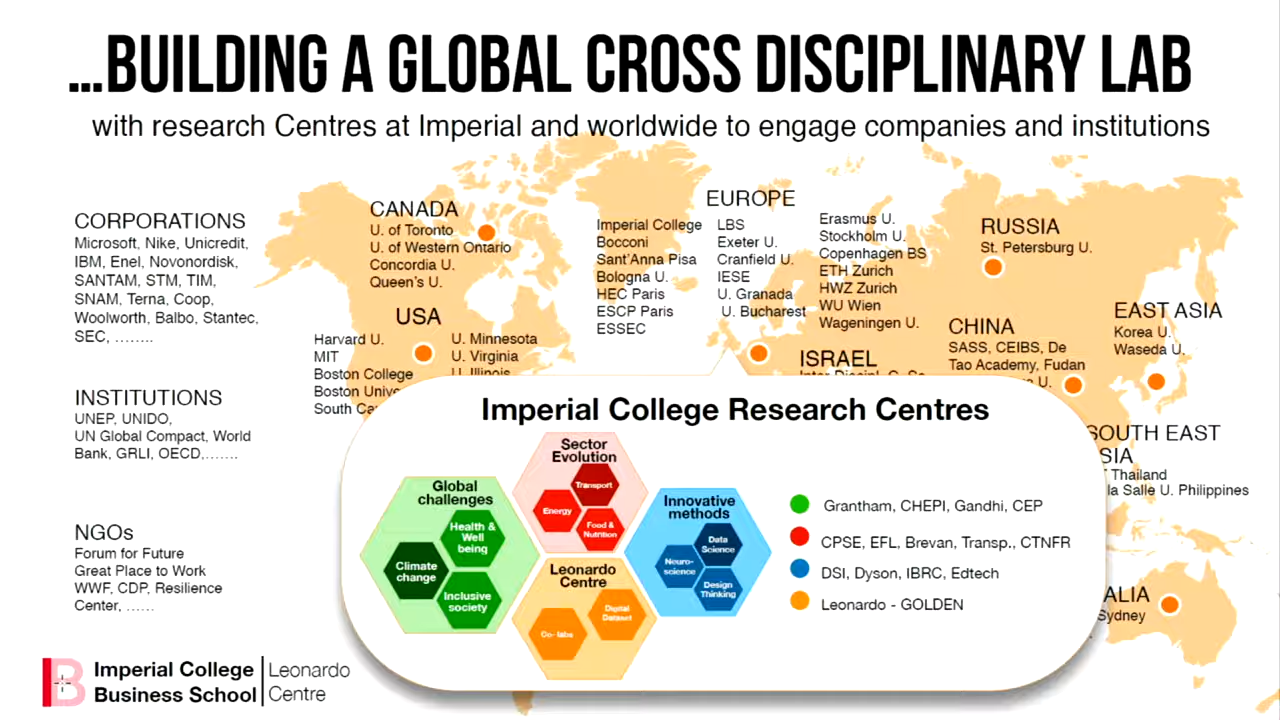 ...BUILDING A GLOBAL CROSS DISCIPLINARY LAB
with research Centres at Imperial and worldwide to engage companies and institutions
CORPORATIONS
Microsoft, Nike, Unicredit,
IBM, Enel, Novonordisk,
SANTAM, STM, TIM,
SNAM, Terna, Coop,
Woolworth, Balbo, Stantec,
SEC, ........
INSTITUTIONS
UNEP, UNIDO,
UN Global Compact, World
Bank, GRLI, OECD,.......
NGOs
Forum for Future
Great Place to Work
WWF, CDP, Resilience
Center, ......
CANADA
U. of Toronto
U. of Western Ontario
Concordia U.
Queen's U.
USA
Harvard U.
MIT
Boston College
Boston
South
U. Minnesota
U. Virginia
U. Illinois
EUROPE
Imperial College
Bocconi
Sant'Anna Pisa
Bologna U.
HEC Paris
ESCP Paris
ESSEC
LBS
Exeter U.
Cranfield U.
IESE
U. Granada
U. Bucharest
Erasmus U.
Stockholm U.
Copenhagen BS
ETH Zurich
HWZ Zurich
WU Wien
Wageningen U.
ISRAEL
RUSSIA
St. Petersburg U.
CHINA
SASS, CEIBS, De
Tao Academy, Fudan
U.
EAST ASIA
Korea U.
Waseda U.
SOUTH EAST
SIA
Thailand
la Salle U. Philippines
ALIA
Sydney
Imperial College Research Centres
Global
challenges
Health &
Well
being
Climate
change
Inclusive
society
Sector
Evolution
Transport
Energy
Food &
Nutrition
Leonardo
Centre
Digital
Dataset
Co- labs
Innovative
methods
Data
Science
Neuro-
science
Design
Thinking
Grantham, CHEPI, Gandhi, CEP
CPSE, EFL, Brevan, Transp., CTNFR
DSI, Dyson, IBRC, Edtech
Leonardo - GOLDEN
IB
Imperial College
Business School
Leonardo
Centre